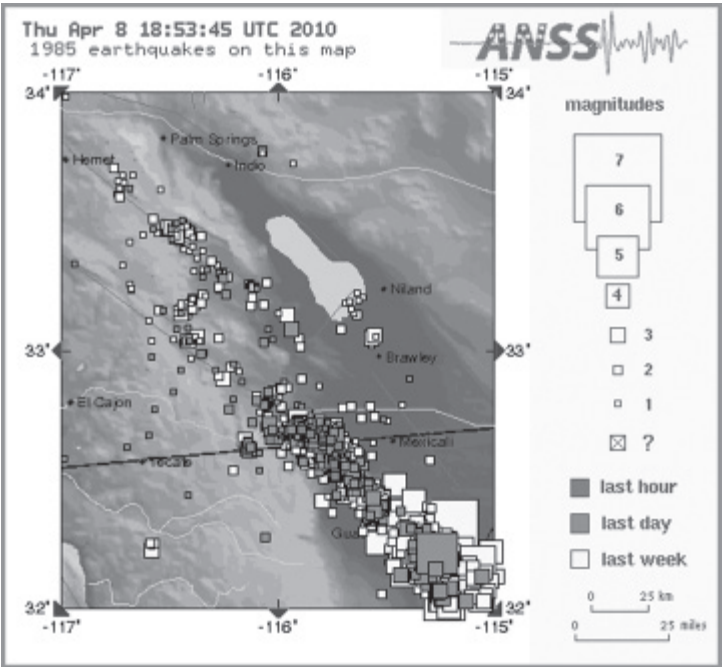 Thu Apr 8 18:53:45 UTC 2010
1985 earthquakes on this map
ANSS
-117° -116° -115°
34° 34°
magnitudes
Palm Springs
Hemet
Indio
7
6
5
4
Niland
3
33° 33°
Brawley
2
El Cajon
1
Mexicali
?
Tecate
last hour
last day
Gua
last week
0 25 km
32° 32°
0 25 miles
-117° -116° -115°